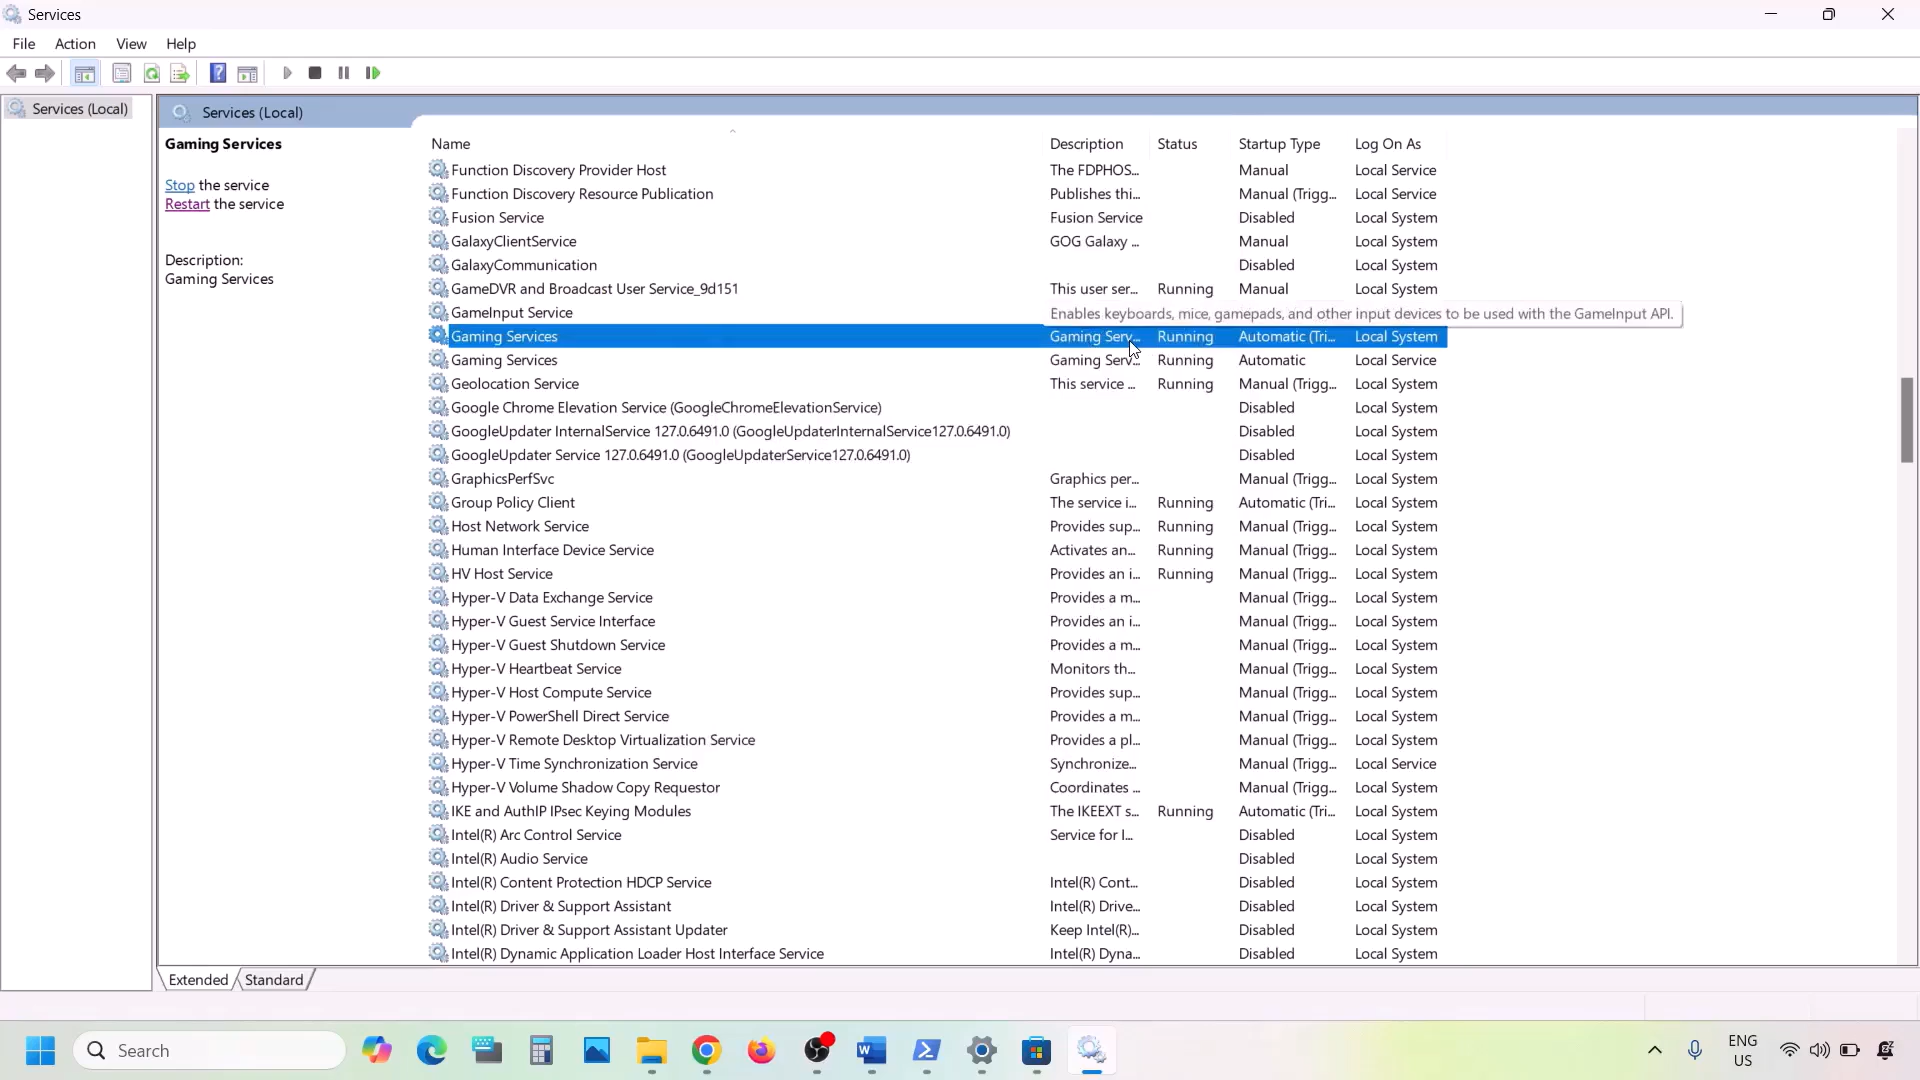 Services
File Action View Help
Services (Local)
Services (Local)
Gaming Services
Stop the service
Restart the service
Description:
Gaming Services
Name Description Status Startup Type Log On As
Function Discovery Provider Host The FDPHOS... Manual Local Service
Function Discovery Resource Publication Publishes thi... Manual (Trigg... Local Service
Fusion Service Fusion Service Disabled Local System
GalaxyClientService GOG Galaxy ... Manual Local System
GalaxyCommunication Disabled Local System
GameDVR and Broadcast User Service_9d151 This user ser... Running Manual Local System
GameInput Service Enables keyboards, mice, gamepads, and other input devices to be used with the GameInput API.
Gaming Services Gaming Serv... Running Automatic (Tri... Local System
Gaming Services Gaming Serv... Running Automatic Local Service
Geolocation Service This service ... Running Manual (Trigg... Local System
Google Chrome Elevation Service (GoogleChromeElevationService) Disabled Local System
GoogleUpdater InternalService 127.0.6491.0 (GoogleUpdaterInternalService127.0.6491.0) Disabled Local System
GoogleUpdater Service 127.0.6491.0 (GoogleUpdaterService127.0.6491.0) Disabled Local System
GraphicsPerfSvc Graphics per... Manual (Trigg... Local System
Group Policy Client The service i... Running Automatic (Tri... Local System
Host Network Service Provides sup... Running Manual (Trigg... Local System
Human Interface Device Service Activates an... Running Manual (Trigg... Local System
HV Host Service Provides an i... Running Manual (Trigg... Local System
Hyper-V Data Exchange Service Provides a m... Manual (Trigg... Local System
Hyper-V Guest Service Interface Provides an i... Manual (Trigg... Local System
Hyper-V Guest Shutdown Service Provides a m... Manual (Trigg... Local System
Hyper-V Heartbeat Service Monitors th... Manual (Trigg... Local System
Hyper-V Host Compute Service Provides sup... Manual (Trigg... Local System
Hyper-V PowerShell Direct Service Provides a m... Manual (Trigg... Local System
Hyper-V Remote Desktop Virtualization Service Provides a pl... Manual (Trigg... Local System
Hyper-V Time Synchronization Service Synchronize... Manual (Trigg... Local Service
Hyper-V Volume Shadow Copy Requestor Coordinates ... Manual (Trigg... Local System
IKE and AuthIP IPsec Keying Modules The IKEEXT s... Running Automatic (Tri... Local System
Intel(R) Arc Control Service Service for I... Disabled Local System
Intel(R) Audio Service Disabled Local System
Intel(R) Content Protection HDCP Service Intel(R) Cont... Disabled Local System
Intel(R) Driver & Support Assistant Intel(R) Drive... Disabled Local System
Intel(R) Driver & Support Assistant Updater Keep Intel(R)... Disabled Local System
Intel(R) Dynamic Application Loader Host Interface Service Intel(R) Dyna... Disabled Local System
Extended Standard
Search
ENG
US